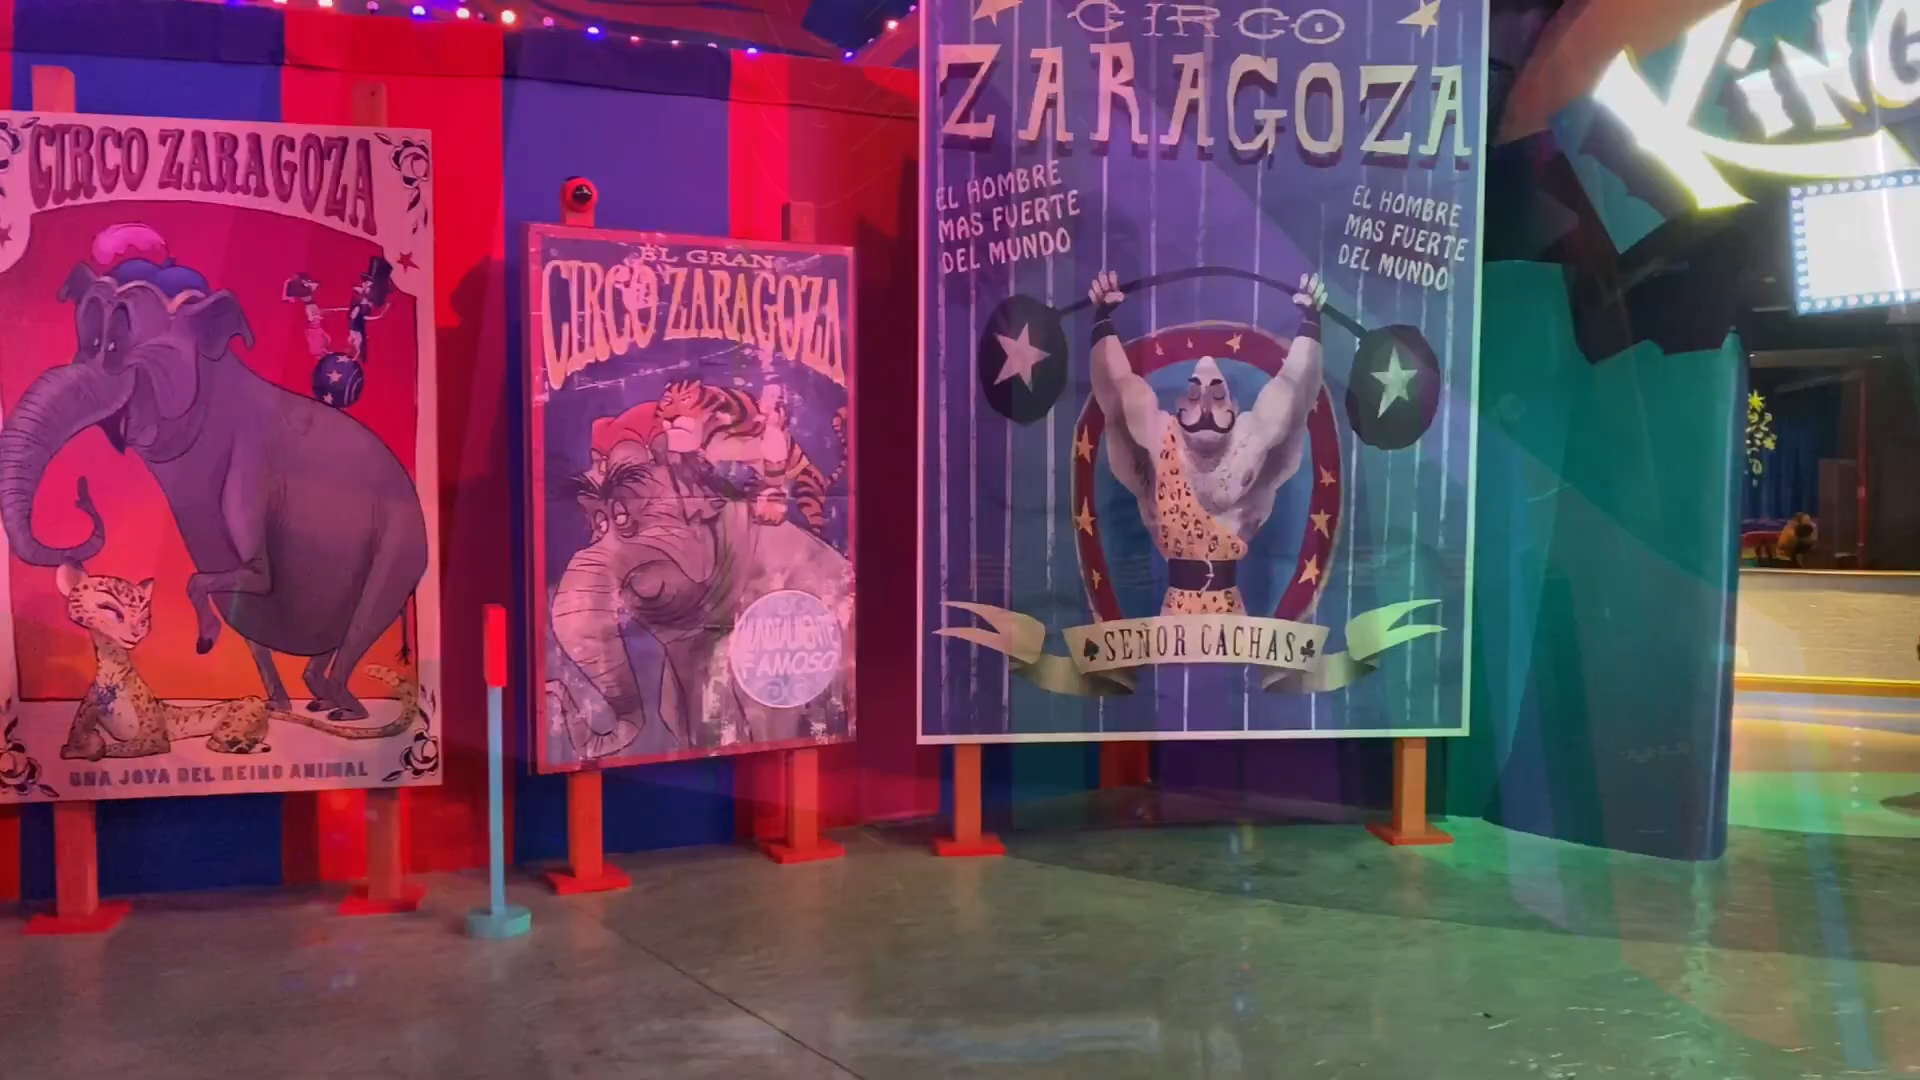 CIRCO ZARAGOZA
UNA JOYA DEL REINO ANIMAL
EL GRAN
CIRCO ZARAGOZA
FAMOSO
CIRCO
ZARAGOZA
EL HOMBRE
MAS FUERTE
DEL MUNDO
EL HOMBRE
MAS FUERTE
DEL MUNDO
SEÑOR CACHAS